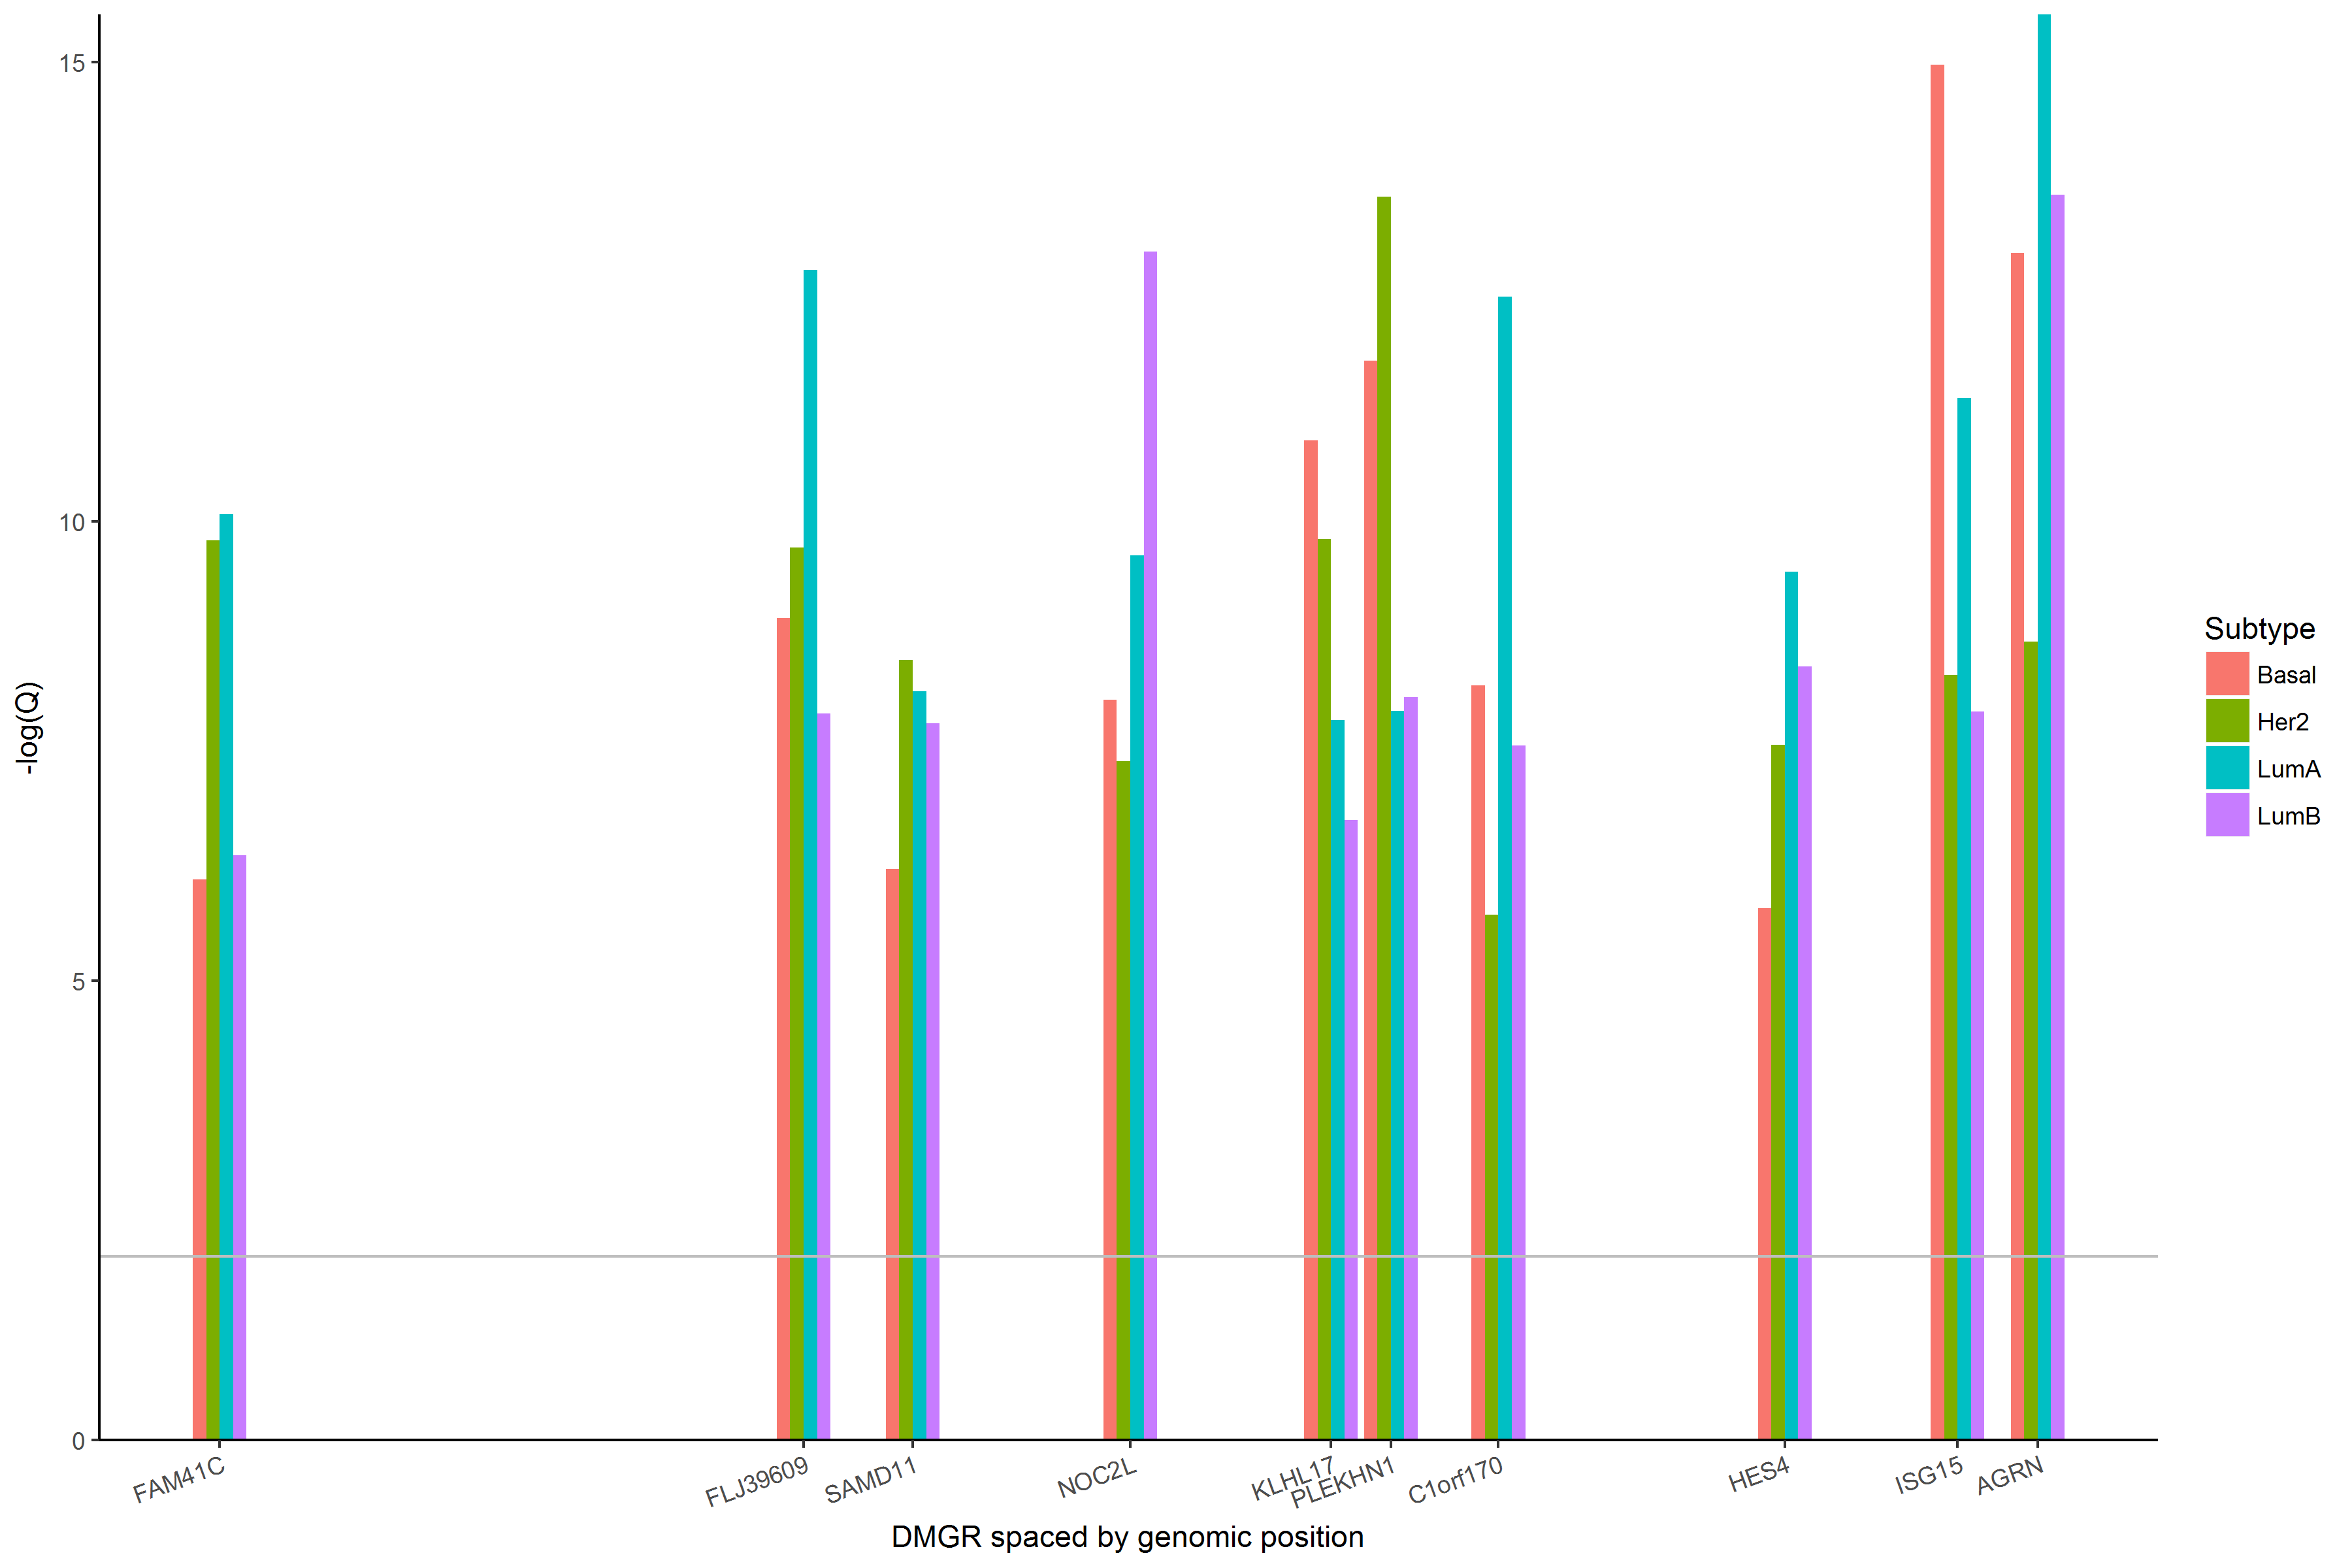 15
10
5
0
-log(Q)
FAM41C
FLJ39609
SAMD11
NOC2L
KLHL17
PLEKHN1
C1orf170
HES4
ISG15
AGRN
DMGR spaced by genomic position
Subtype
Basal
Her2
LumA
LumB